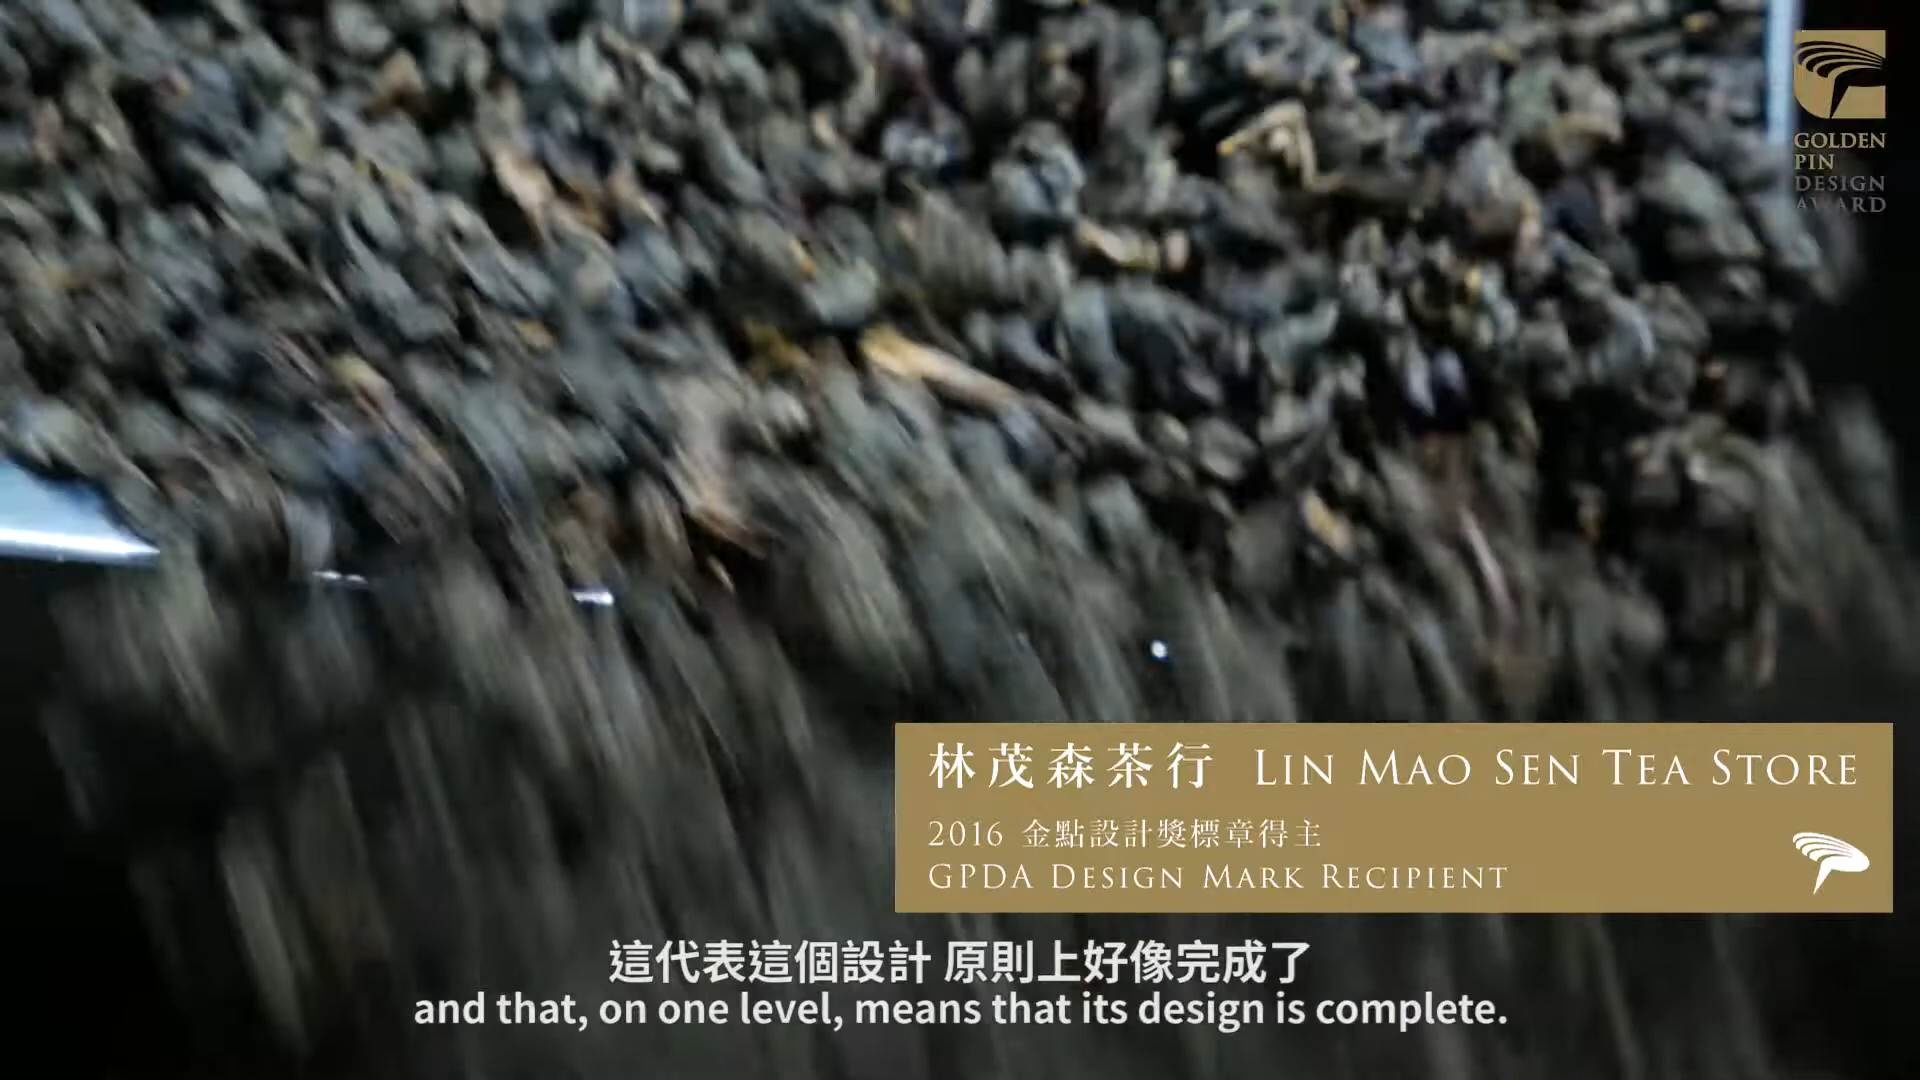 GOLDEN
PIN
DESIGN
AWARD
林茂森茶行 LIN MAO SEN TEA STORE
2016 金點設計獎標章得主
GPDA DESIGN MARK RECIPIENT
這代表這個設計 原則上好像完成了
and that, on one level, means that its design is complete.